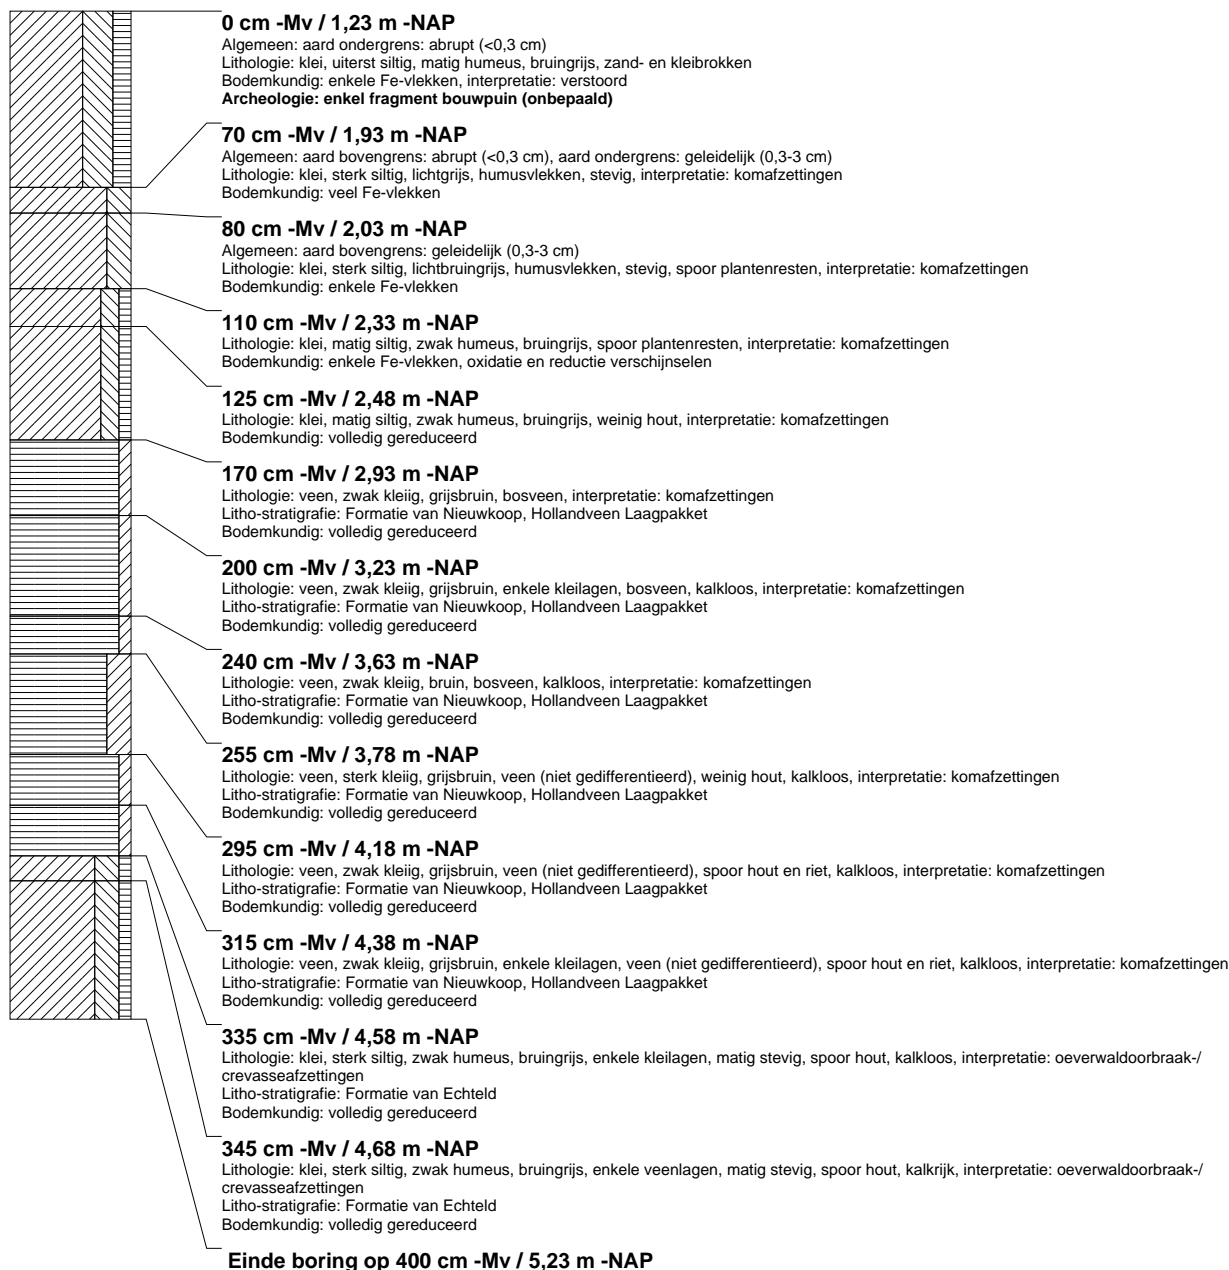 0 cm -Mv / 1,23 m -NAP
Algemeen: aard ondergrens: abrupt (<0,3 cm)
Lithologie: klei, uiterst siltig, matig humeus, bruingrijs, zand- en kleibrokken
Bodemkundig: enkele Fe-vlekken, interpretatie: verstoord
Archeologie: enkel fragment bouwpuin (onbepaald)
70 cm -Mv / 1,93 m -NAP
Algemeen: aard bovengrens: abrupt (<0,3 cm), aard ondergrens: geleidelijk (0,3-3 cm)
Lithologie: klei, sterk siltig, lichtgrijs, humusvlekken, stevig, interpretatie: komafzettingen
Bodemkundig: veel Fe-vlekken
80 cm -Mv / 2,03 m -NAP
Algemeen: aard bovengrens: geleidelijk (0,3-3 cm)
Lithologie: klei, sterk siltig, lichtbruingrijs, humusvlekken, stevig, spoor plantenresten, interpretatie: komafzettingen
Bodemkundig: enkele Fe-vlekken
110 cm -Mv / 2,33 m -NAP
Lithologie: klei, matig siltig, zwak humeus, bruingrijs, spoor plantenresten, interpretatie: komafzettingen
Bodemkundig: enkele Fe-vlekken, oxidatie en reductie verschijnselen
125 cm -Mv / 2,48 m -NAP
Lithologie: klei, matig siltig, zwak humeus, bruingrijs, weinig hout, interpretatie: komafzettingen
Bodemkundig: volledig gereduceerd
170 cm -Mv / 2,93 m -NAP
Lithologie: veen, zwak kleiig, grijsbruin, bosveen, interpretatie: komafzettingen
Litho-stratigrafie: Formatie van Nieuwkoop, Hollandveen Laagpakket
Bodemkundig: volledig gereduceerd
200 cm -Mv / 3,23 m -NAP
Lithologie: veen, zwak kleiig, grijsbruin, enkele kleilagen, bosveen, kalkloos, interpretatie: komafzettingen
Litho-stratigrafie: Formatie van Nieuwkoop, Hollandveen Laagpakket
Bodemkundig: volledig gereduceerd
240 cm -Mv / 3,63 m -NAP
Lithologie: veen, zwak kleiig, bruin, bosveen, kalkloos, interpretatie: komafzettingen
Litho-stratigrafie: Formatie van Nieuwkoop, Hollandveen Laagpakket
Bodemkundig: volledig gereduceerd
255 cm -Mv / 3,78 m -NAP
Lithologie: veen, sterk kleiig, grijsbruin, veen (niet gedifferentieerd), weinig hout, kalkloos, interpretatie: komafzettingen
Litho-stratigrafie: Formatie van Nieuwkoop, Hollandveen Laagpakket
Bodemkundig: volledig gereduceerd
295 cm -Mv / 4,18 m -NAP
Lithologie: veen, zwak kleiig, grijsbruin, veen (niet gedifferentieerd), spoor hout en riet, kalkloos, interpretatie: komafzettingen
Litho-stratigrafie: Formatie van Nieuwkoop, Hollandveen Laagpakket
Bodemkundig: volledig gereduceerd
315 cm -Mv / 4,38 m -NAP
Lithologie: veen, zwak kleiig, grijsbruin, enkele kleilagen, veen (niet gedifferentieerd), spoor hout en riet, kalkloos, interpretatie: komafzettingen
Litho-stratigrafie: Formatie van Nieuwkoop, Hollandveen Laagpakket
Bodemkundig: volledig gereduceerd
335 cm -Mv / 4,58 m -NAP
Lithologie: klei, sterk siltig, zwak humeus, bruingrijs, enkele kleilagen, matig stevig, spoor hout, kalkloos, interpretatie: oeverwaldoorbraak-/
crevasseafzettingen
Litho-stratigrafie: Formatie van Echteld
Bodemkundig: volledig gereduceerd
345 cm -Mv / 4,68 m -NAP
Lithologie: klei, sterk siltig, zwak humeus, bruingrijs, enkele veenlagen, matig stevig, spoor hout, kalkrijk, interpretatie: oeverwaldoorbraak-/
crevasseafzettingen
Litho-stratigrafie: Formatie van Echteld
Bodemkundig: volledig gereduceerd
Einde boring op 400 cm -Mv / 5,23 m -NAP